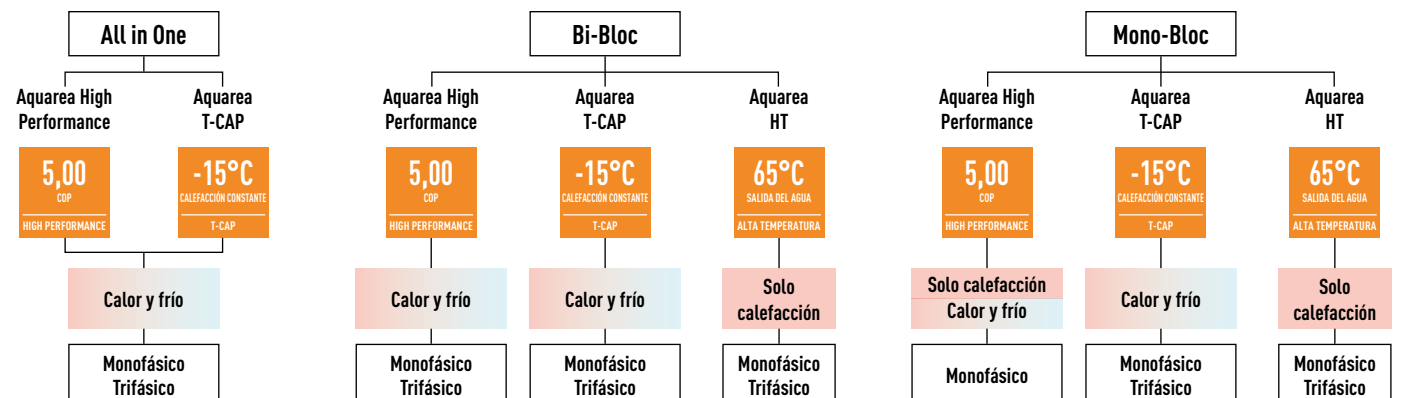 All in One
Aquarea High
Performance
Aquarea
T-CAP
5,00
COP
HIGH PERFORMANCE
-15°C
CALEFACCIÓN CONSTANTE
T-CAP
Calor y frío
Monofásico
Trifásico
Bi-Bloc
Aquarea High
Performance
Aquarea
T-CAP
Aquarea
HT
5,00
COP
HIGH PERFORMANCE
-15°C
CALEFACCIÓN CONSTANTE
T-CAP
65°C
SALIDA DEL AGUA
ALTA TEMPERATURA
Calor y frío
Calor y frío
Solo
calefacción
Monofásico
Trifásico
Monofásico
Trifásico
Monofásico
Trifásico
Mono-Bloc
Aquarea High
Performance
Aquarea
T-CAP
Aquarea
HT
5,00
COP
HIGH PERFORMANCE
-15°C
CALEFACCIÓN CONSTANTE
T-CAP
65°C
SALIDA DEL AGUA
ALTA TEMPERATURA
Solo calefacción
Calor y frío
Calor y frío
Solo
calefacción
Monofásico
Monofásico
Trifásico
Monofásico
Trifásico